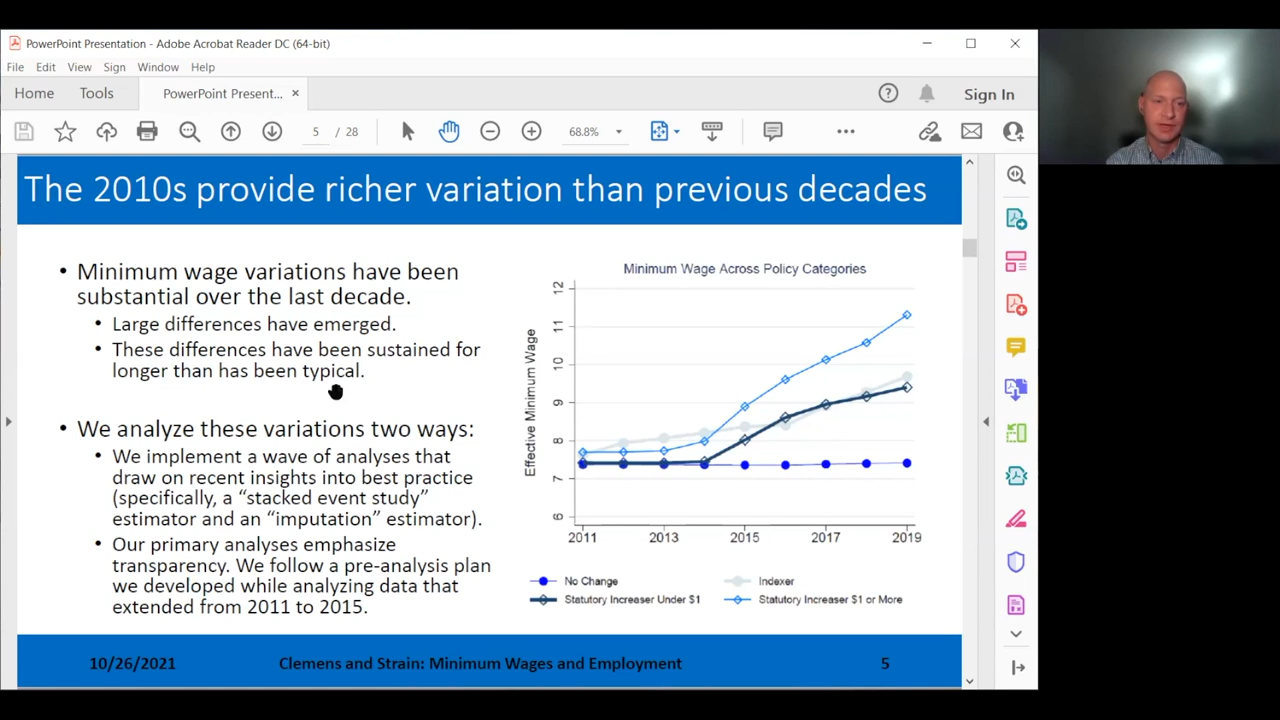 PowerPoint Presentation - Adobe Acrobat Reader DC (64-bit)
File Edit View Sign Window Help
Home Tools PowerPoint Present... ×
Sign In
5 / 28
68.8%
The 2010s provide richer variation than previous decades
• Minimum wage variations have been
substantial over the last decade.
• Large differences have emerged.
• These differences have been sustained for
longer than has been typical.
• We analyze these variations two ways:
• We implement a wave of analyses that
draw on recent insights into best practice
(specifically, a “stacked event study”
estimator and an “imputation” estimator).
• Our primary analyses emphasize
transparency. We follow a pre-analysis plan
we developed while analyzing data that
extended from 2011 to 2015.
Minimum Wage Across Policy Categories
Effective Minimum Wage
12
11
10
9
8
7
6
2011 2013 2015 2017 2019
No Change Indexer
Statutory Increaser Under $1 Statutory Increaser $1 or More
10/26/2021 Clemens and Strain: Minimum Wages and Employment 5